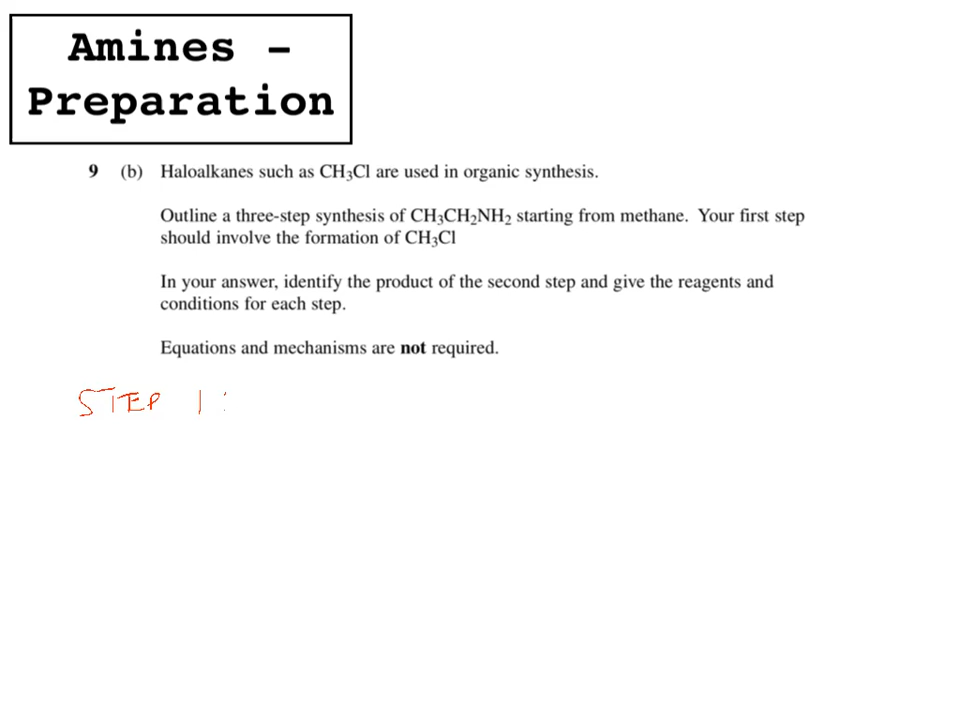 Amines –
Preparation
9 (b) Haloalkanes such as CH₃Cl are used in organic synthesis.
Outline a three-step synthesis of CH₃CH₂NH₂ starting from methane. Your first step
should involve the formation of CH₃Cl
In your answer, identify the product of the second step and give the reagents and
conditions for each step.
Equations and mechanisms are not required.
STEP 1 :